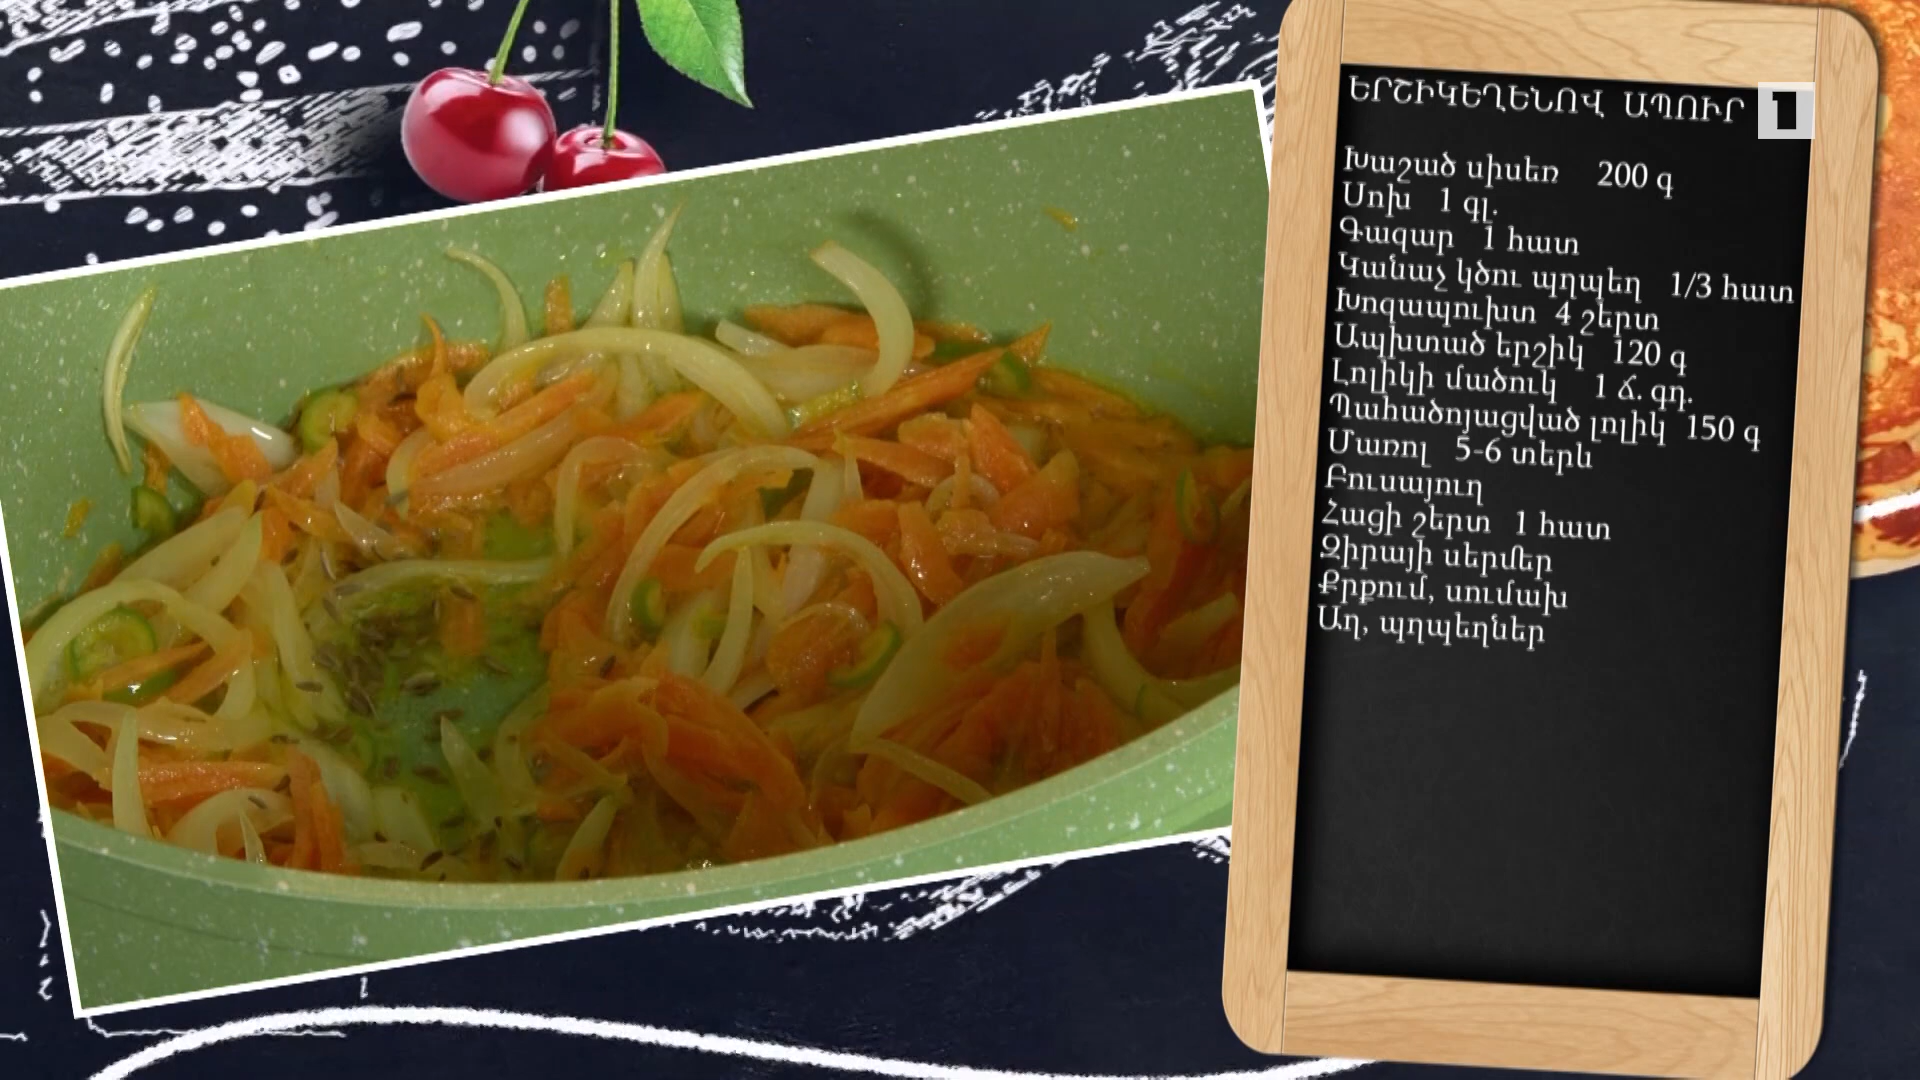 ԵՐՇԻԿԵՂԵՆՈՎ ԱՊՈՒՐ
1
Խաշած սիսեռ 200 գ
Սոխ 1 գլ.
Գազար 1 հատ
Կանաչ կծու պղպեղ 1/3 հատ
Խոզապուխտ 4 շերտ
Ապխտած երշիկ 120 գ
Լոլիկի մածուկ 1 ճ. գդ.
Պահածոյացված լոլիկ 150 գ
Մառոլ 5-6 տերև
Բուսայուղ
Հացի շերտ 1 հատ
Զիրայի սերմեր
Քրքում, սումախ
Աղ, պղպեղներ